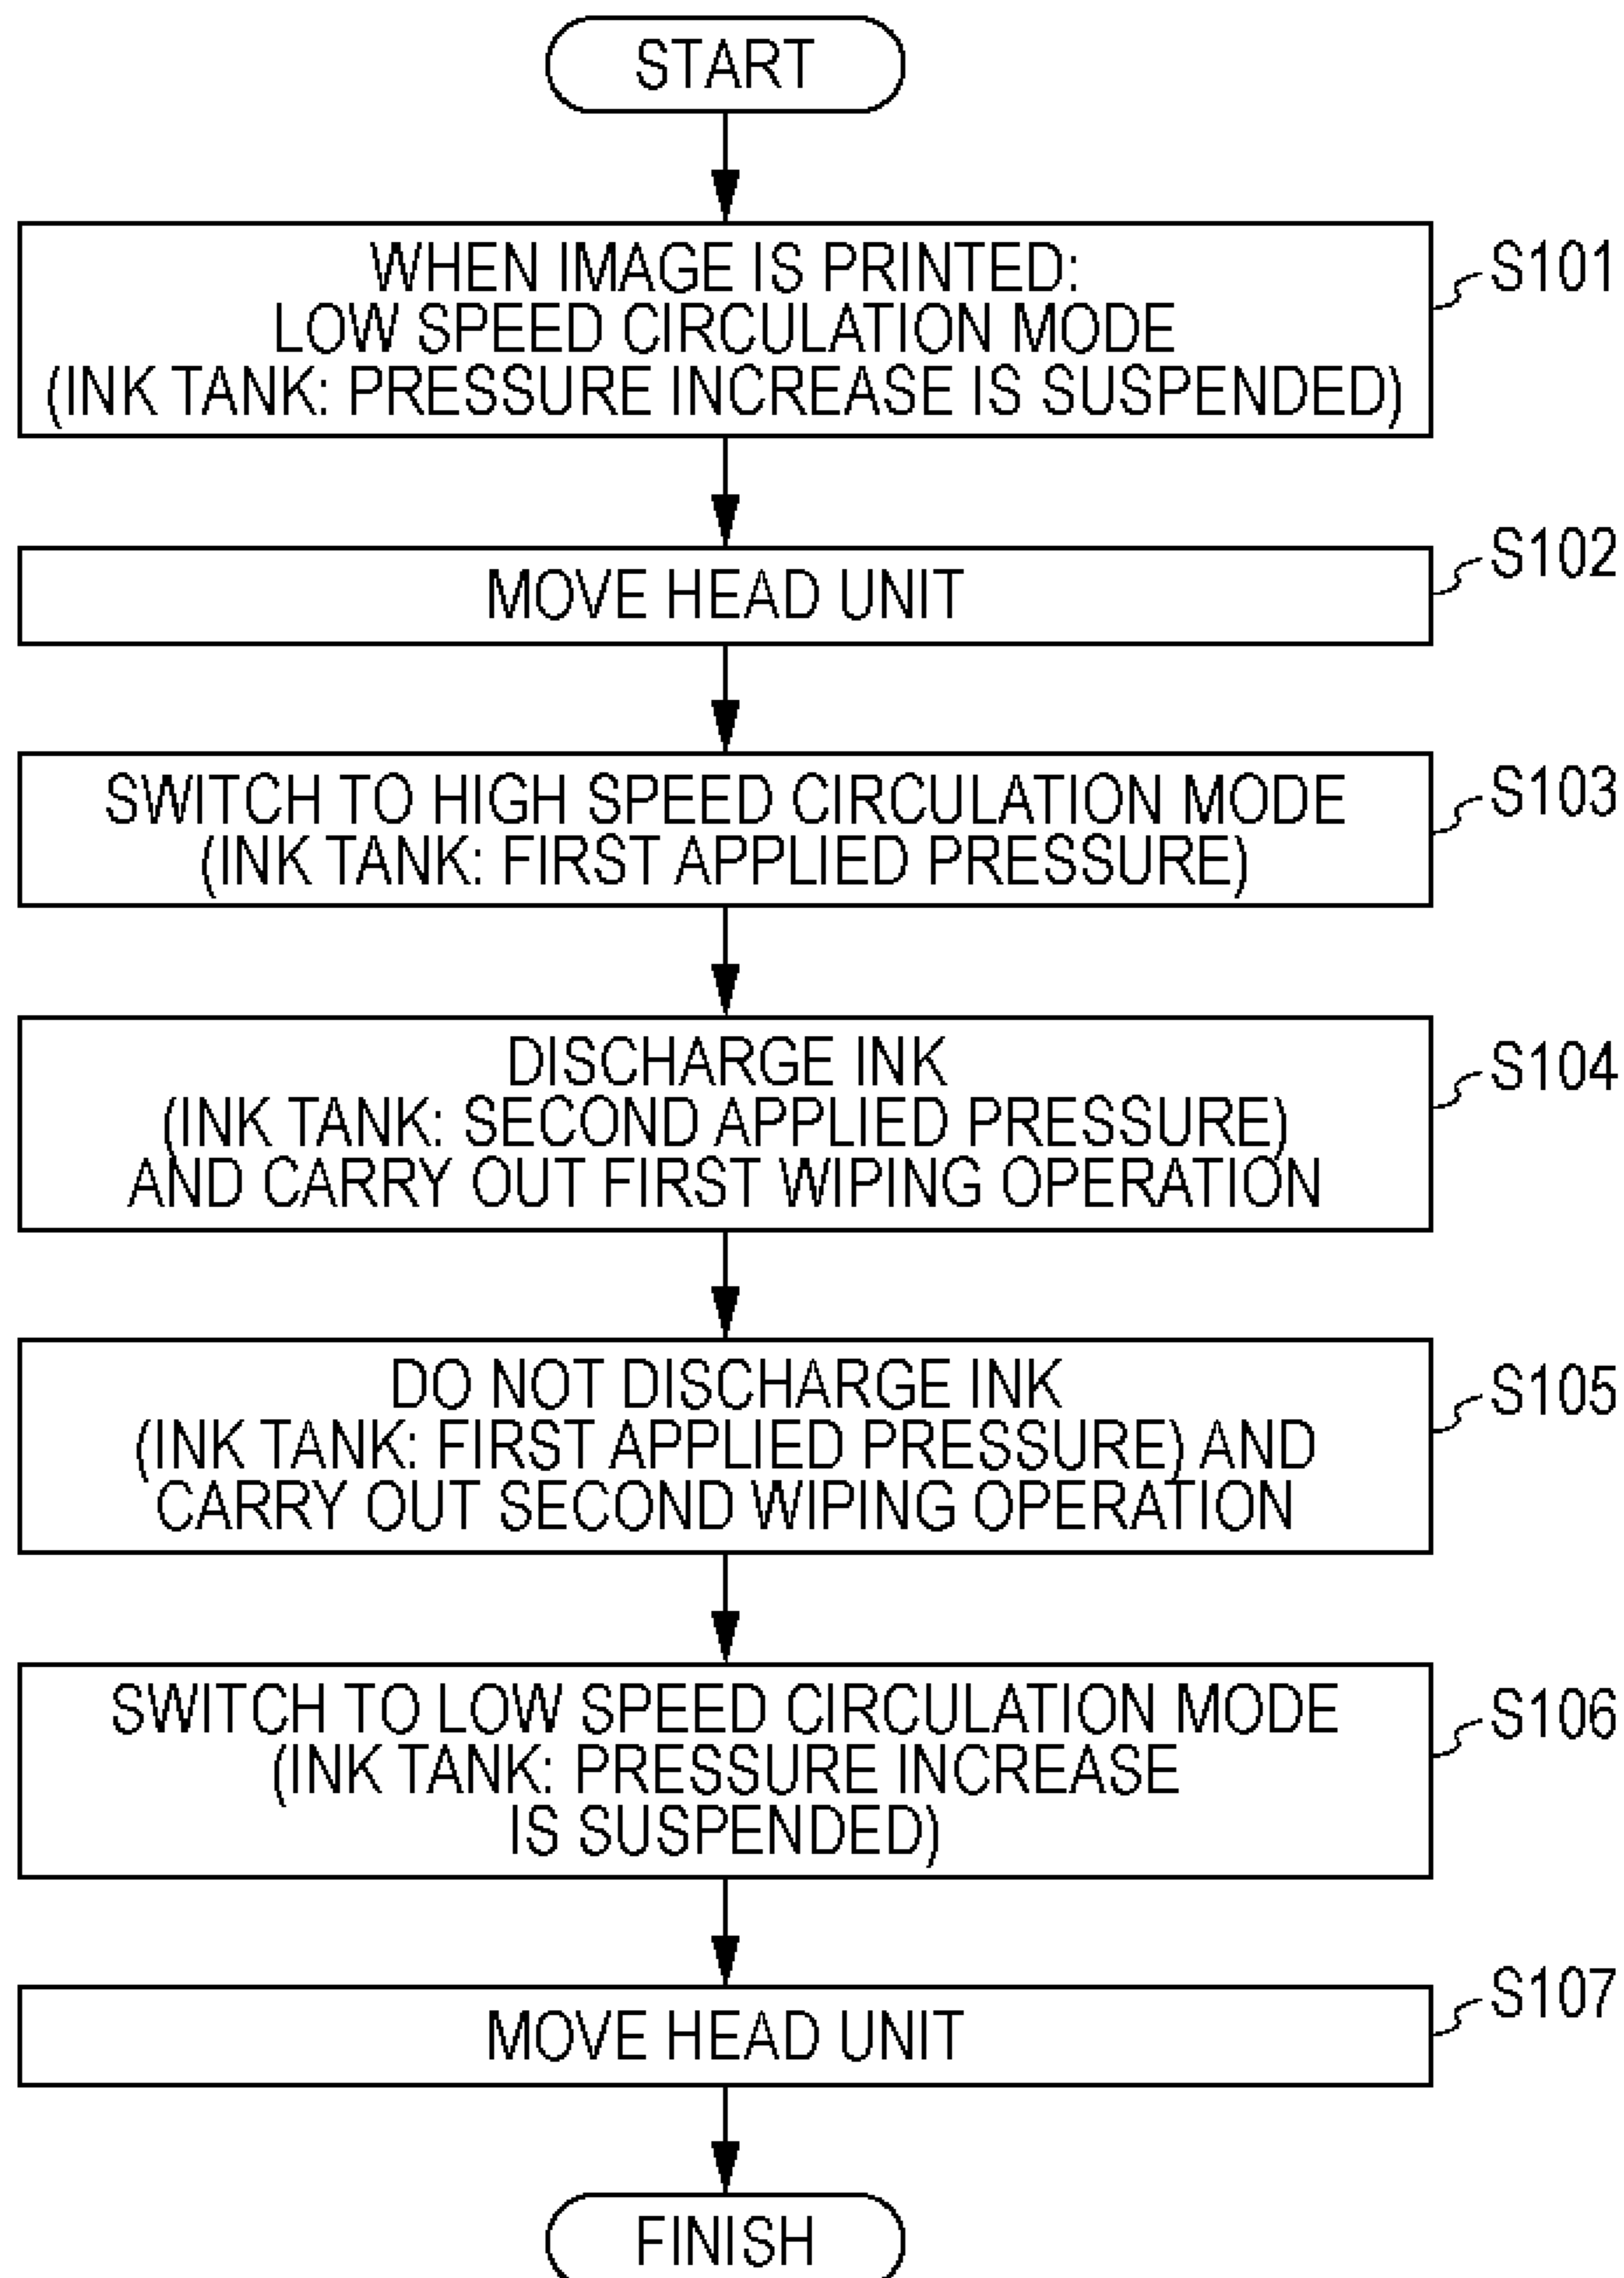 START
WHEN IMAGE IS PRINTED:
LOW SPEED CIRCULATION MODE
(INK TANK: PRESSURE INCREASE IS SUSPENDED)
S101
MOVE HEAD UNIT
S102
SWITCH TO HIGH SPEED CIRCULATION MODE
(INK TANK: FIRST APPLIED PRESSURE)
S103
DISCHARGE INK
(INK TANK: SECOND APPLIED PRESSURE)
AND CARRY OUT FIRST WIPING OPERATION
S104
DO NOT DISCHARGE INK
(INK TANK: FIRST APPLIED PRESSURE) AND
CARRY OUT SECOND WIPING OPERATION
S105
SWITCH TO LOW SPEED CIRCULATION MODE
(INK TANK: PRESSURE INCREASE
IS SUSPENDED)
S106
MOVE HEAD UNIT
S107
FINISH